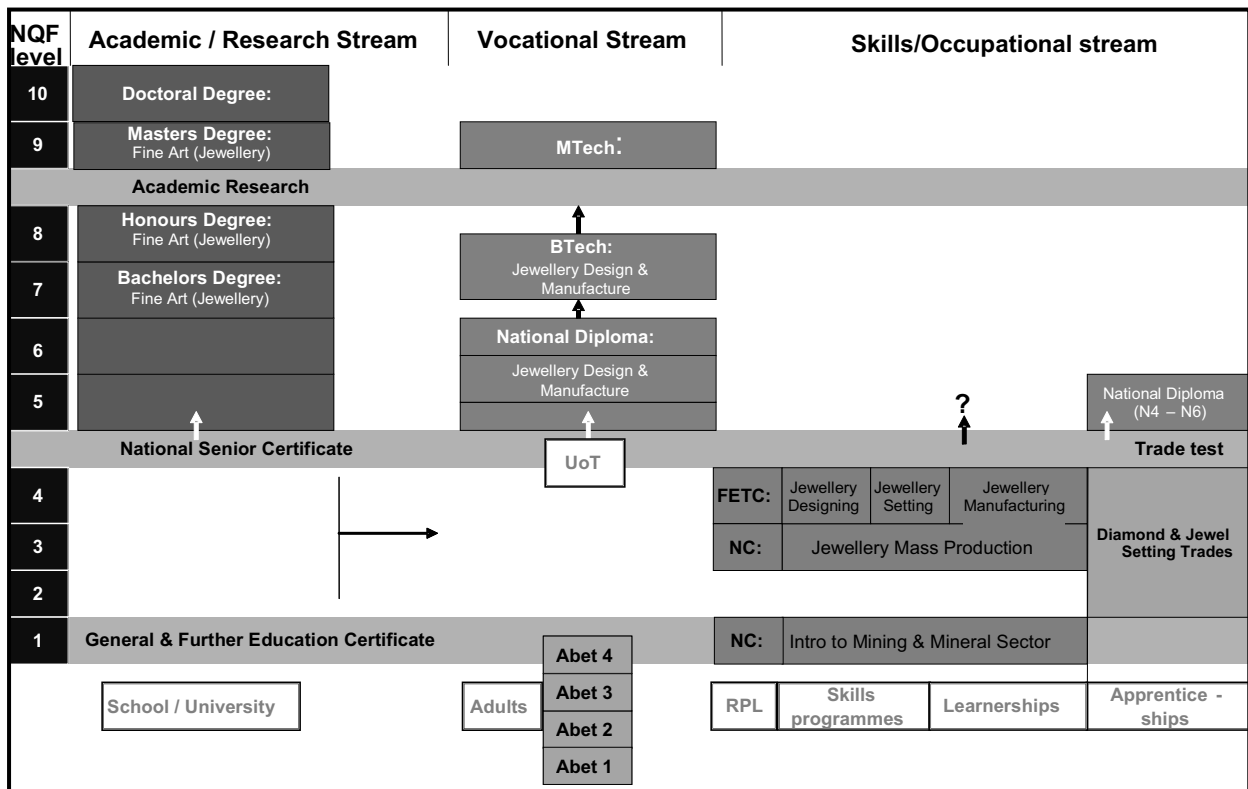 NQF
level
Academic / Research Stream
Vocational Stream
Skills/Occupational stream
10
Doctoral Degree:
9
Masters Degree:
Fine Art (Jewellery)
MTech:
Academic Research
8
Honours Degree:
Fine Art (Jewellery)
BTech:
Jewellery Design &
Manufacture
7
Bachelors Degree:
Fine Art (Jewellery)
6
National Diploma:
Jewellery Design &
Manufacture
5
?
National Diploma
(N4 – N6)
National Senior Certificate
UoT
Trade test
4
FETC:
Jewellery
Designing
Jewellery
Setting
Jewellery
Manufacturing
3
NC:
Jewellery Mass Production
Diamond & Jewel
Setting Trades
2
1
General & Further Education Certificate
NC:
Intro to Mining & Mineral Sector
Abet 4
Abet 3
Abet 2
Abet 1
School / University
Adults
RPL
Skills
programmes
Learnerships
Apprentice -
ships